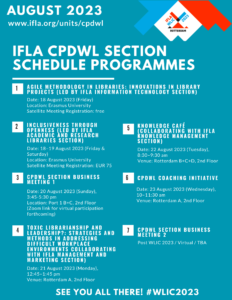 AUGUST 2023
www.ifla.org/units/cpdwl
ROTTERDAM
IFLA CPDWL SECTION
SCHEDULE PROGRAMMES
1
AGILE METHODOLOGY IN LIBRARIES: INNOVATIONS IN LIBRARY
PROJECTS (LED BY IFLA INFORMATION TECHNOLOGY SECTION)
Date: 18 August 2023 (Friday)
Location: Erasmus University
Satellite Meeting Registration: Free
2
INCLUSIVENESS THROUGH
OPENNESS (LED BY IFLA
ACADEMIC AND RESEARCH
LIBRARIES SECTION)
Date: 18-19 August 2023 (Friday &
Saturday)
Location: Erasmus University
Satellite Meeting Registration: EUR 75
3
CPDWL SECTION BUSINESS
MEETING 1
Date: 20 August 2023 (Sunday),
3:45-5:30 pm
Location: Port 1 B+C, 2nd Floor
(Zoom link for virtual participation
forthcoming)
4
TOXIC LIBRARIANSHIP AND
LEADERSHIP: STRATEGIES AND
METHODS IN ADDRESSING
DIFFICULT WORKPLACE
ENVIRONMENTS COLLABORATING
WITH IFLA MANAGEMENT AND
MARKETING SECTION)
Date: 21 August 2023 (Monday),
12:45-1:45 pm
Venue: Rotterdam A, 2nd Floor
5
KNOWLEDGE CAFÉ
(COLLABORATING WITH IFLA
KNOWLEDGE MANAGEMENT
SECTION)
Date: 22 August 2023 (Tuesday),
8:30-9:30 am
Venue: Rotterdam B+C+D, 2nd Floor
6
CPDWL COACHING INITIATIVE
Date: 23 August 2023 (Wednesday),
10-11:30 am
Venue: Rotterdam A, 2nd Floor
7
CPDWL SECTION BUSINESS
MEETING 2
Post WLIC 2023 / Virtual / TBA
SEE YOU ALL THERE! #WLIC2023